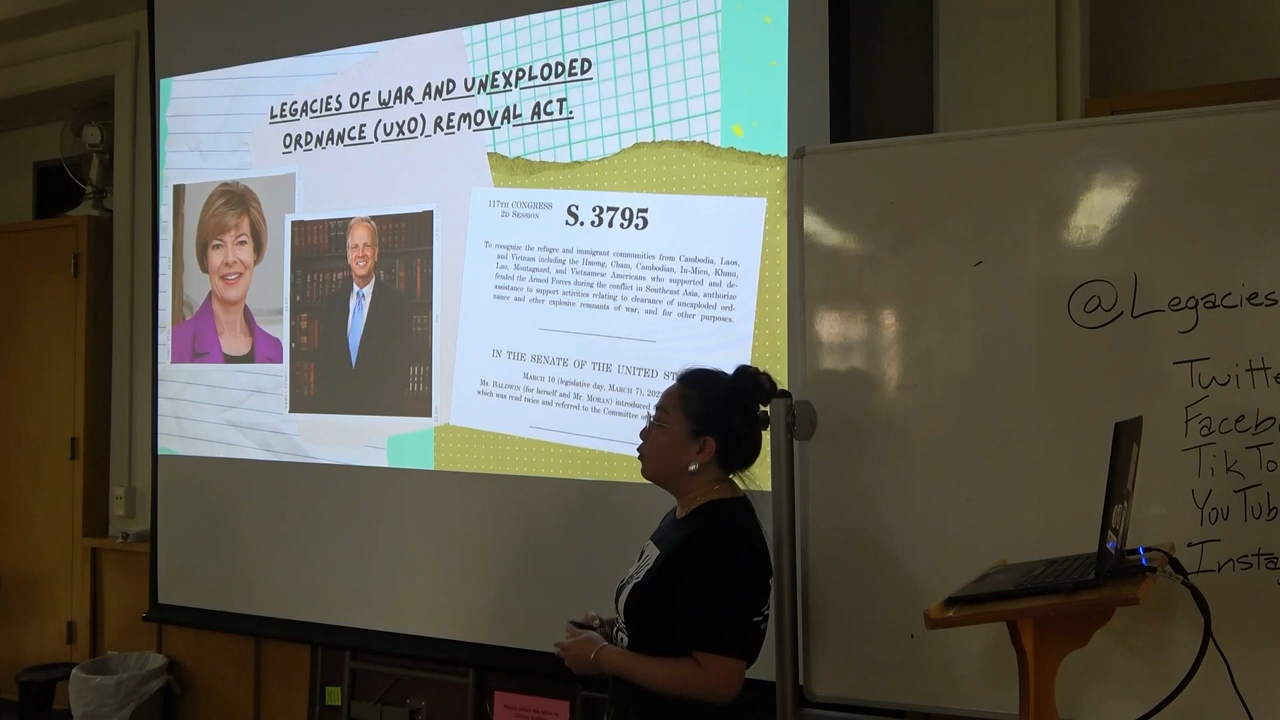 LEGACIES OF WAR AND UNEXPLODED
ORDNANCE (UXO) REMOVAL ACT.
117TH CONGRESS
2D SESSION
S. 3795
To recognize the refugee and immigrant communities from Cambodia, Laos,
and Vietnam including the Hmong, Cham, Cambodian, Iu-Mien, Khmu,
Lao, Montagnard, and Vietnamese Americans who supported and de-
fended the Armed Forces during the conflict in Southeast Asia, authorize
assistance to support activities relating to clearance of unexploded ord-
nance and other explosive remnants of war, and for other purposes.
IN THE SENATE OF THE UNITED ST
MARCH 10 (legislative day, MARCH 7), 202
Ms. BALDWIN (for herself and Mr. MORAN) introduced
which was read twice and referred to the Committee o
@Legacies
Twitte
Faceb
Tik To
YouTub
Insta